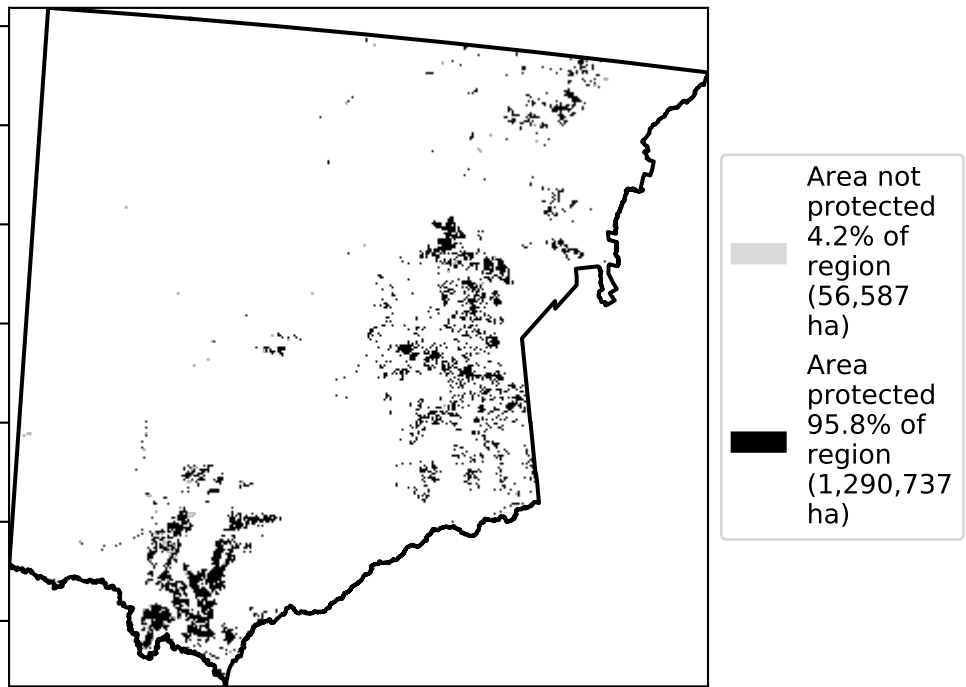 Area not
protected
4.2% of
region
(56,587
ha)
Area
protected
95.8% of
region
(1,290,737
ha)